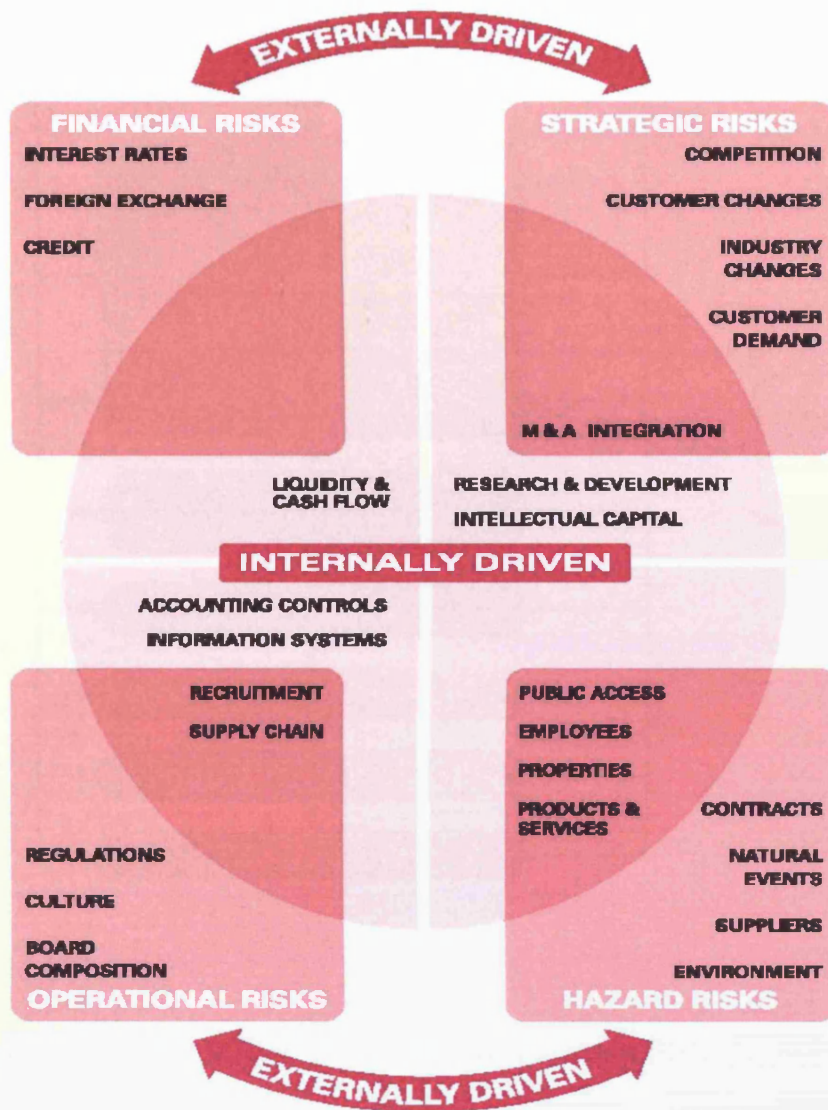 EXTERNALLY DRIVEN
FINANCIAL RISKS
INTEREST RATES
FOREIGN EXCHANGE
CREDIT
STRATEGIC RISKS
COMPETITION
CUSTOMER CHANGES
INDUSTRY
CHANGES
CUSTOMER
DEMAND
M & A INTEGRATION
LIQUIDITY &
CASH FLOW
RESEARCH & DEVELOPMENT
INTELLECTUAL CAPITAL
INTERNALLY DRIVEN
ACCOUNTING CONTROLS
INFORMATION SYSTEMS
RECRUITMENT
SUPPLY CHAIN
REGULATIONS
CULTURE
BOARD
COMPOSITION
OPERATIONAL RISKS
PUBLIC ACCESS
EMPLOYEES
PROPERTIES
PRODUCTS &
SERVICES
CONTRACTS
NATURAL
EVENTS
SUPPLIERS
ENVIRONMENT
HAZARD RISKS
EXTERNALLY DRIVEN